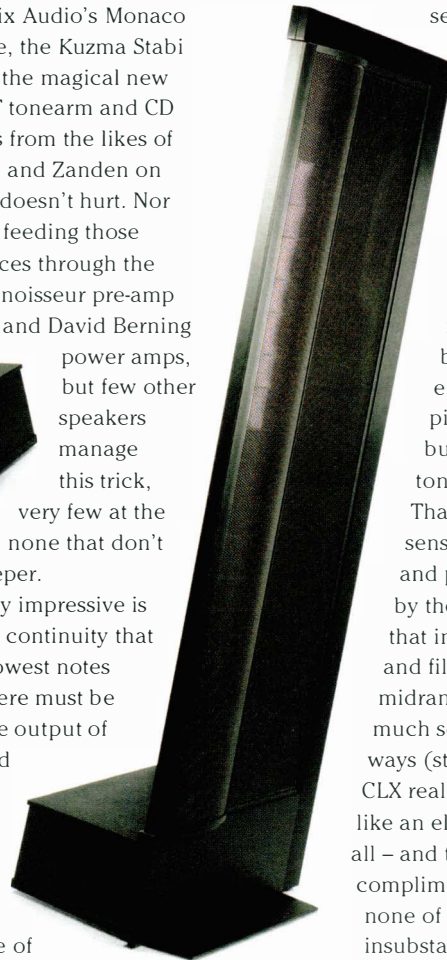 ix Audio's Monaco
e, the Kuzma Stabi
the magical new
tonearm and CD
s from the likes of
and Zanden on
doesn't hurt. Nor
feeding those
ces through the
noisseur pre-amp
and David Berning
power amps,
but few other
speakers
manage
this trick,
very few at the
none that don't
eper.
y impressive is
continuity that
owest notes
ere must be
e output of
d
e of
se
b
e
pi
bu
ton
Tha
sens
and p
by the
that in
and fil
midran
much so
ways (st
CLX real
like an el
all – and t
complim
none of
insubsta